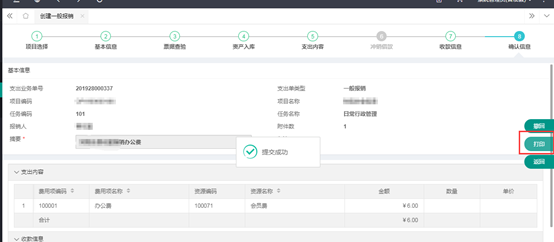 创建一般报销
1 2 3 4 5 6 7 8
项目选择 基本信息 票据查验 资产入库 支出内容 冲销借款 收款信息 确认信息
基本信息
支出业务单号 201928000337 支出单类型 一般报销
项目编码 项目名称
任务编码 101 任务名称 日常行政管理
报销人 附件数 1
摘要 * 销办公费
撤回
打印
返回
提交成功
支出内容
费用项编码 费用项名称 资源编码 资源名称 金额 数量 单价
1 100001 办公费 100071 会员费 ¥6.00
合计 ¥6.00
收款信息